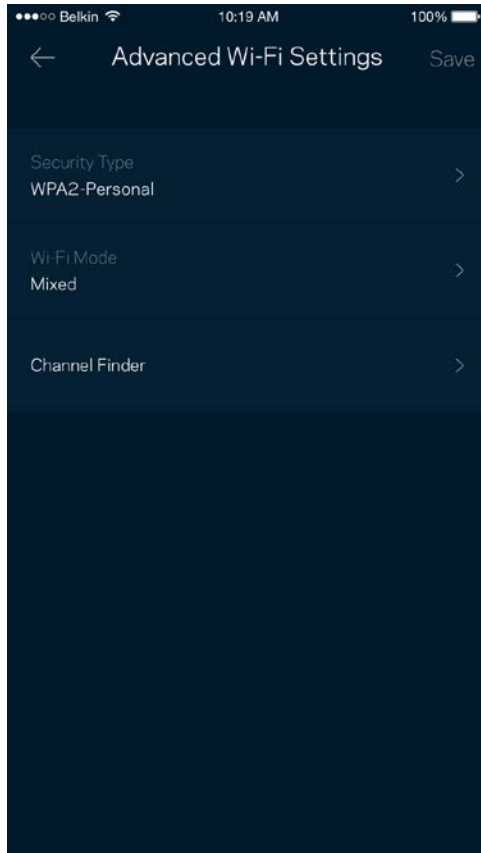 Belkin 10:19 AM 100%
Advanced Wi-Fi Settings Save
Security Type
WPA2-Personal
Wi-Fi Mode
Mixed
Channel Finder